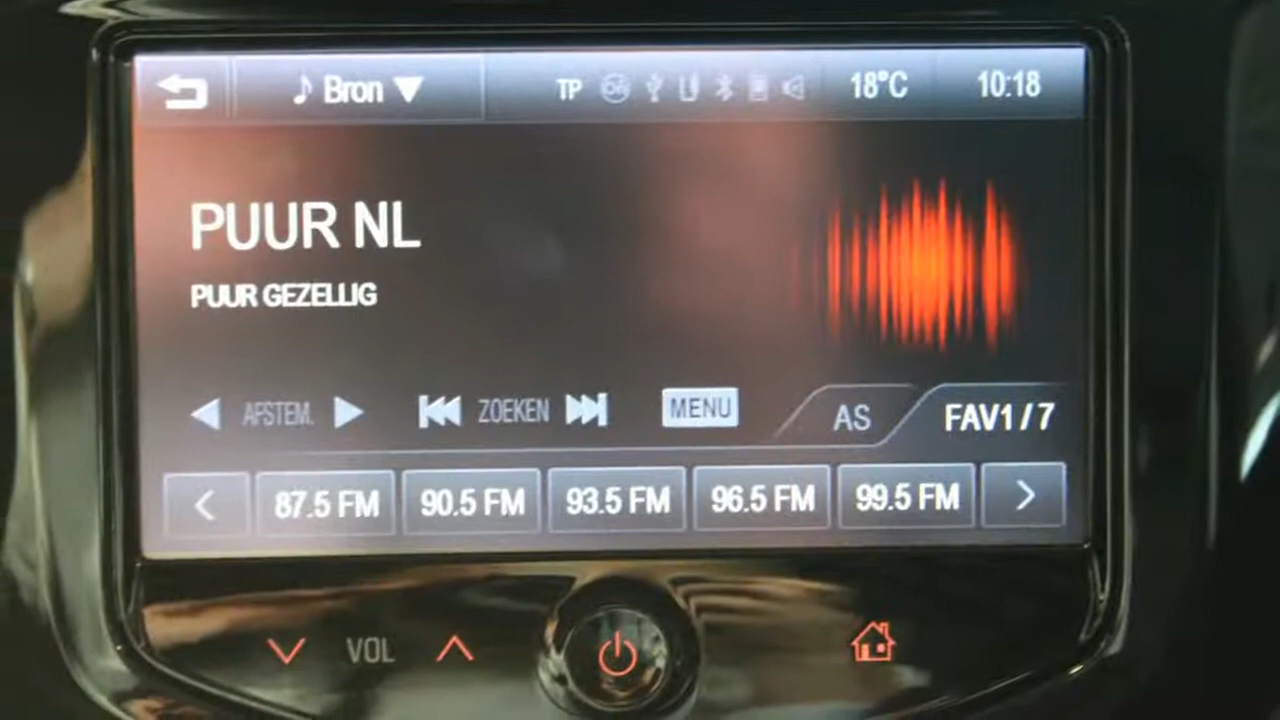 Bron TP 18°C 10:18
PUUR NL
PUUR GEZELLIG
AFSTEM. ZOEKEN MENU AS FAV1/7
87.5 FM 90.5 FM 93.5 FM 96.5 FM 99.5 FM
VOL